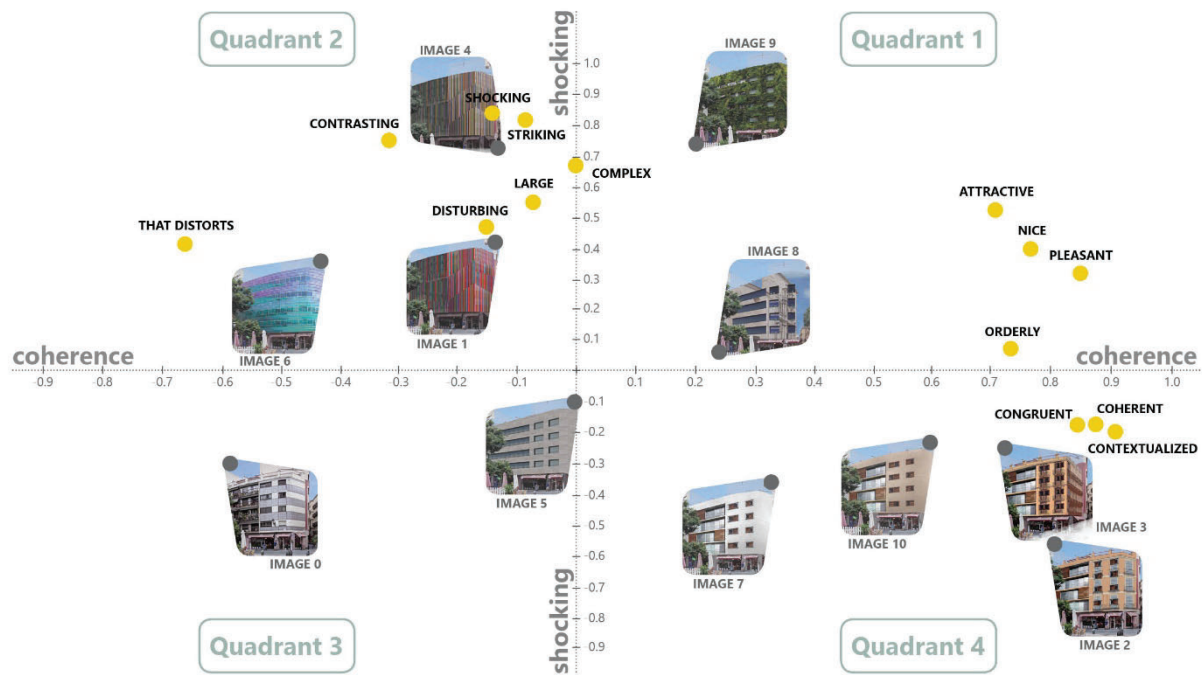 Quadrant 2
Quadrant 1
IMAGE 4
IMAGE 9
shocking
1.0
0.9
SHOCKING
CONTRASTING
STRIKING
0.8
0.7
COMPLEX
0.6
LARGE
ATTRACTIVE
0.5
DISTURBING
THAT DISTORTS
NICE
0.4
PLEASANT
IMAGE 8
0.3
0.2
ORDERLY
0.1
IMAGE 1
IMAGE 6
coherence
coherence
-0.9 -0.8 -0.7 -0.6 -0.5 -0.4 -0.3 -0.2 -0.1 0.1 0.2 0.3 0.4 0.5 0.6 0.7 0.8 0.9 1.0
-0.1
CONGRUENT
COHERENT
-0.2
CONTEXTUALIZED
-0.3
-0.4
IMAGE 5
-0.5
IMAGE 3
IMAGE 10
IMAGE 0
-0.6
IMAGE 7
-0.7
-0.8
Quadrant 3
Quadrant 4
IMAGE 2
-0.9
shocking